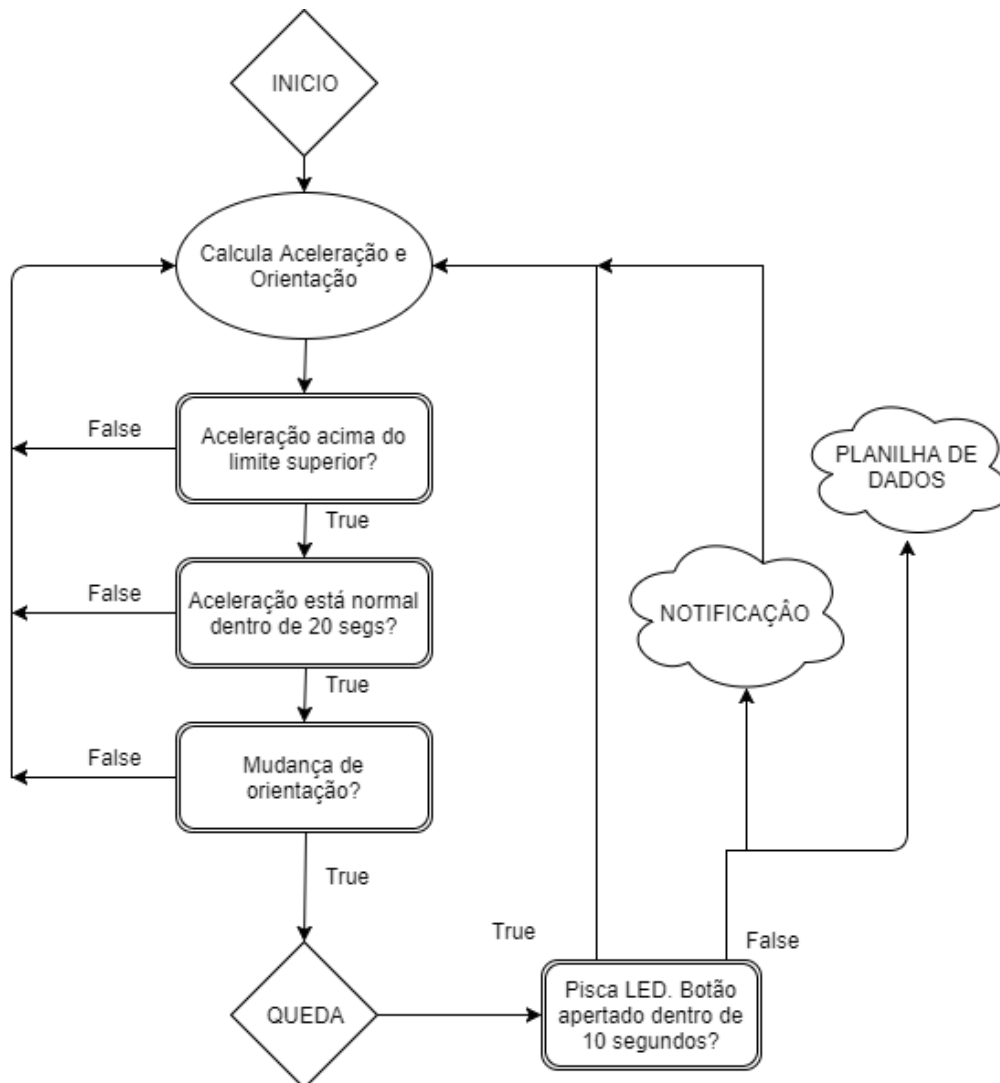 INICIO
Calcula Aceleração e
Orientação
False
Aceleração acima do
limite superior?
True
False
Aceleração está normal
dentro de 20 segs?
True
False
Mudança de
orientação?
True
QUEDA
True
False
Pisca LED. Botão
apertado dentro de
10 segundos?
NOTIFICAÇÂO
PLANILHA DE
DADOS